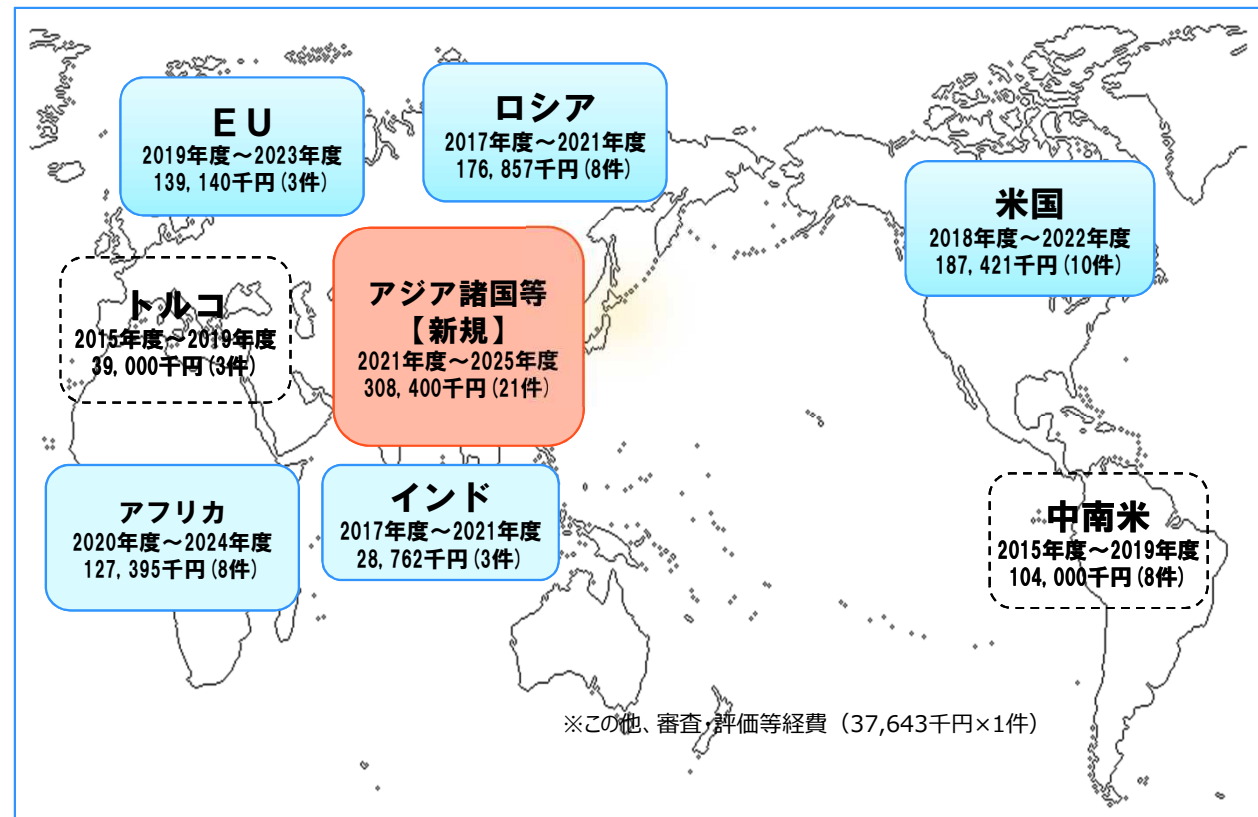 ＥＵ
2019年度～2023年度
139,140千円(3件)
ロシア
2017年度～2021年度
176,857千円(8件)
米国
2018年度～2022年度
187,421千円(10件)
トルコ
2015年度～2019年度
39,000千円(3件)
アジア諸国等
【新規】
2021年度～2025年度
308,400千円(21件)
アフリカ
2020年度～2024年度
127,395千円(8件)
インド
2017年度～2021年度
28,762千円(3件)
中南米
2015年度～2019年度
104,000千円(8件)
※この他、審査・評価等経費（37,643千円×1件）